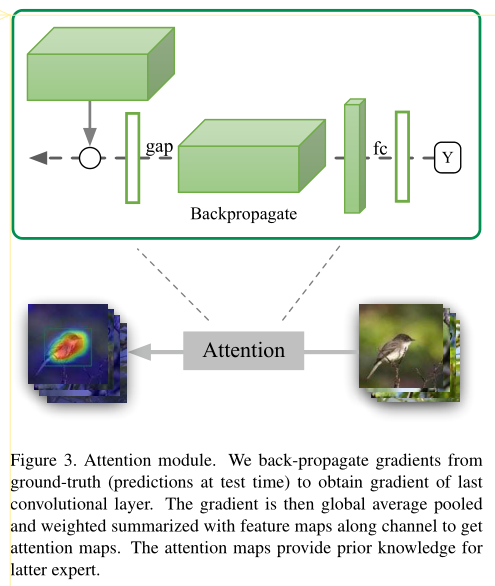 gap
fc
Y
Backpropagate
Attention
Figure 3. Attention module. We back-propagate gradients from
ground-truth (predictions at test time) to obtain gradient of last
convolutional layer. The gradient is then global average pooled
and weighted summarized with feature maps along channel to get
attention maps. The attention maps provide prior knowledge for
latter expert.